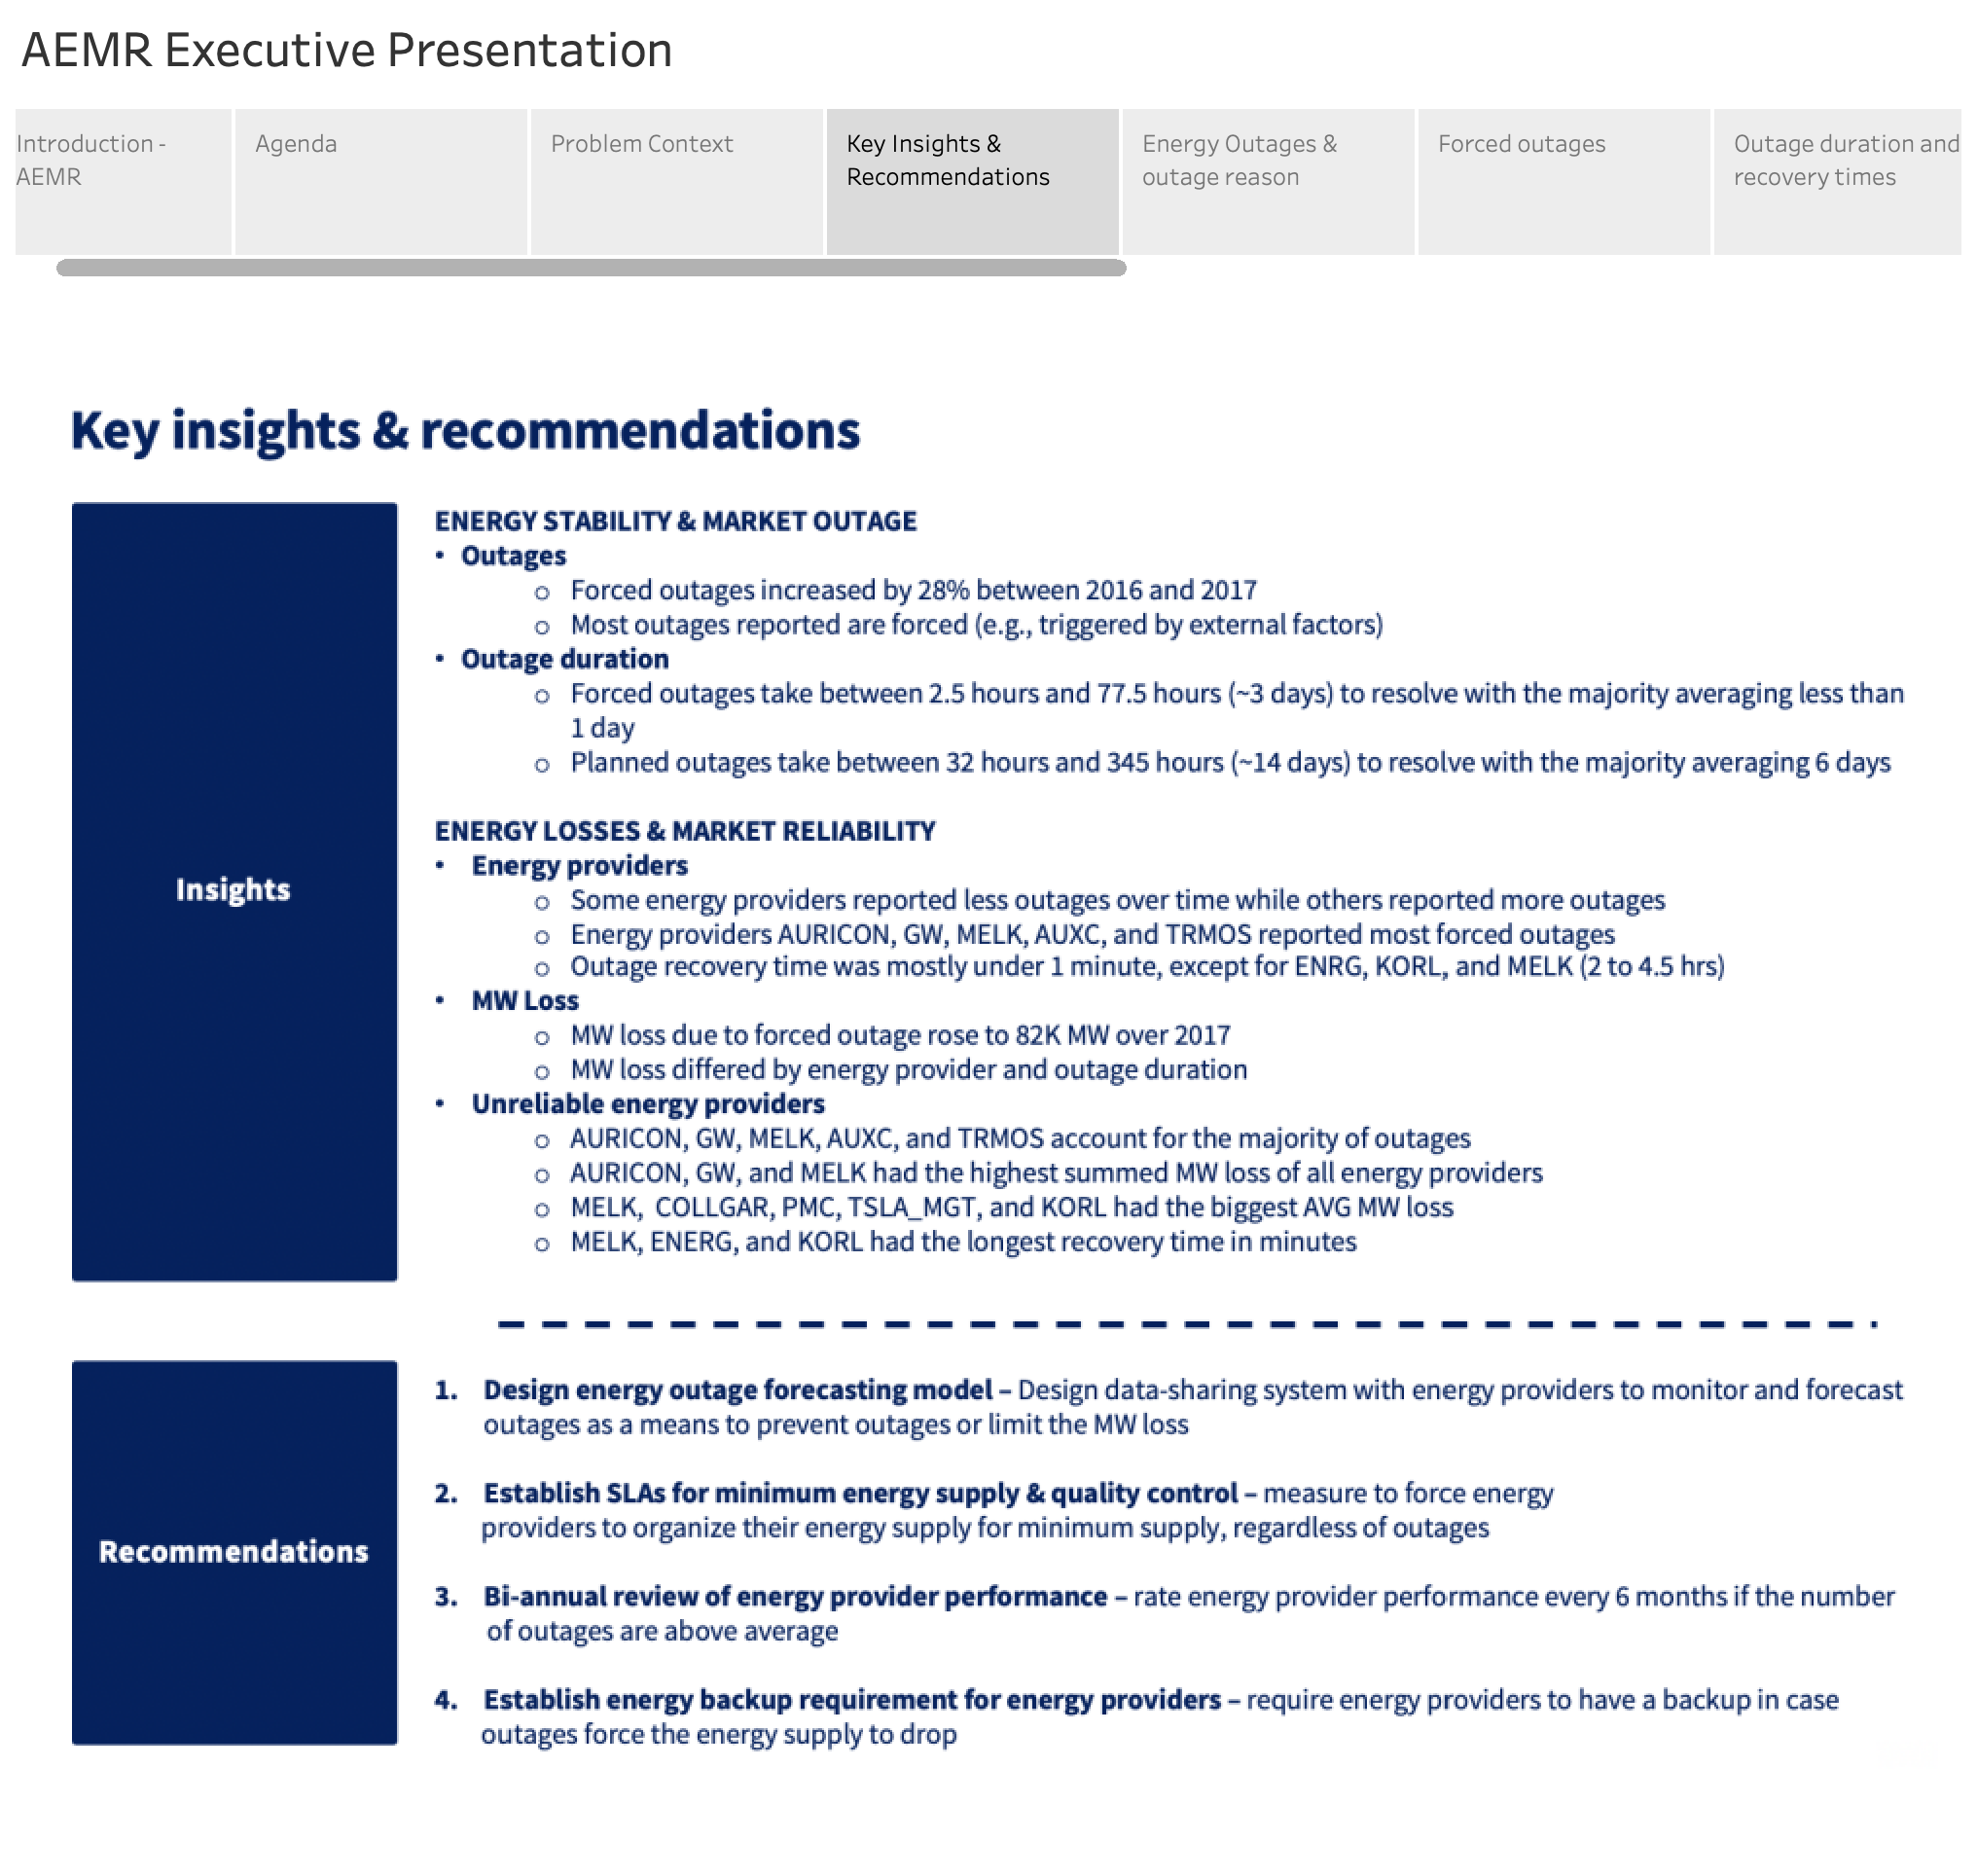 AEMR Executive Presentation
Introduction -
AEMR
Agenda
Problem Context
Key Insights &
Recommendations
Energy Outages &
outage reason
Forced outages
Outage duration and
recovery times
Key insights & recommendations
Insights
ENERGY STABILITY & MARKET OUTAGE
• Outages
o Forced outages increased by 28% between 2016 and 2017
o Most outages reported are forced (e.g., triggered by external factors)
• Outage duration
o Forced outages take between 2.5 hours and 77.5 hours (~3 days) to resolve with the majority averaging less than
1 day
o Planned outages take between 32 hours and 345 hours (~14 days) to resolve with the majority averaging 6 days
ENERGY LOSSES & MARKET RELIABILITY
• Energy providers
o Some energy providers reported less outages over time while others reported more outages
o Energy providers AURICON, GW, MELK, AUXC, and TRMOS reported most forced outages
o Outage recovery time was mostly under 1 minute, except for ENRG, KORL, and MELK (2 to 4.5 hrs)
• MW Loss
o MW loss due to forced outage rose to 82K MW over 2017
o MW loss differed by energy provider and outage duration
• Unreliable energy providers
o AURICON, GW, MELK, AUXC, and TRMOS account for the majority of outages
o AURICON, GW, and MELK had the highest summed MW loss of all energy providers
o MELK, COLLGAR, PMC, TSLA_MGT, and KORL had the biggest AVG MW loss
o MELK, ENERG, and KORL had the longest recovery time in minutes
Recommendations
1. Design energy outage forecasting model – Design data-sharing system with energy providers to monitor and forecast
outages as a means to prevent outages or limit the MW loss
2. Establish SLAs for minimum energy supply & quality control – measure to force energy
providers to organize their energy supply for minimum supply, regardless of outages
3. Bi-annual review of energy provider performance – rate energy provider performance every 6 months if the number
of outages are above average
4. Establish energy backup requirement for energy providers – require energy providers to have a backup in case
outages force the energy supply to drop